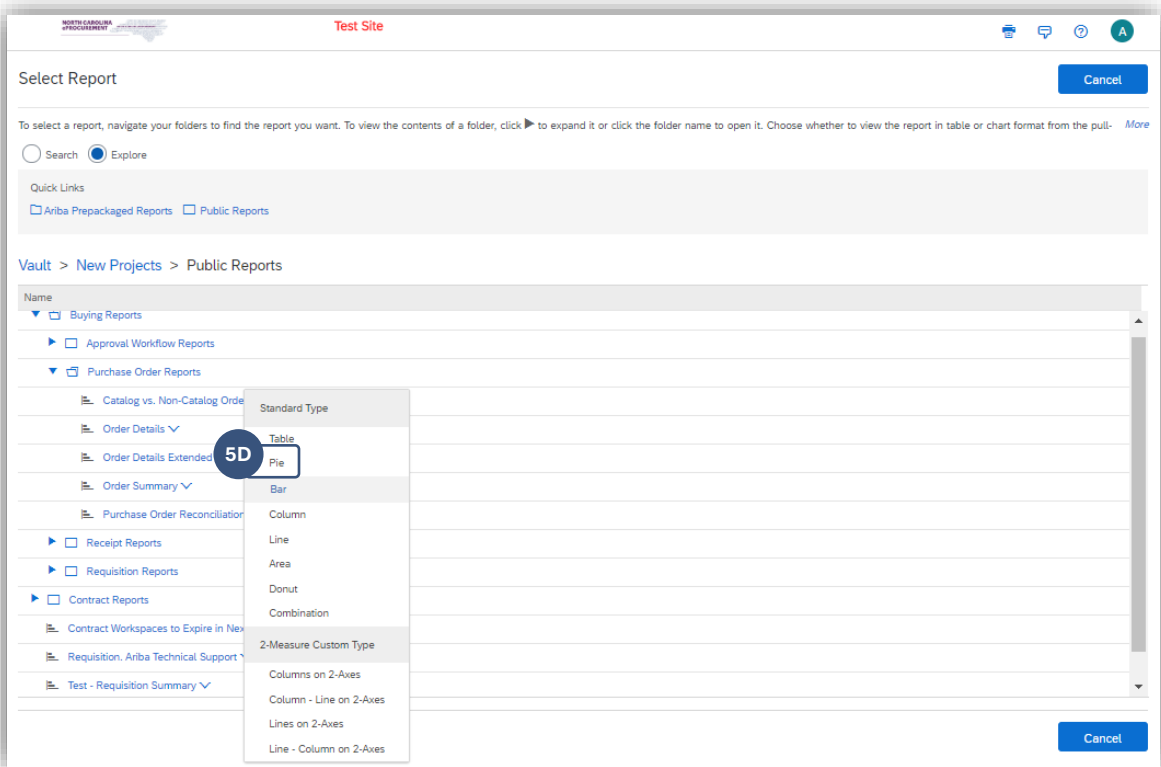 NORTH CAROLINA
ePROCUREMENT
Test Site
A
Select Report
Cancel
To select a report, navigate your folders to find the report you want. To view the contents of a folder, click ▶ to expand it or click the folder name to open it. Choose whether to view the report in table or chart format from the pull- More
Search Explore
Quick Links
Ariba Prepackaged Reports Public Reports
Vault > New Projects > Public Reports
Name
Buying Reports
Approval Workflow Reports
Purchase Order Reports
Catalog vs. Non-Catalog Orde
Order Details
Order Details Extended
Order Summary
Purchase Order Reconciliation
Receipt Reports
Requisition Reports
Contract Reports
Contract Workspaces to Expire in Nex
Requisition. Ariba Technical Support
Test - Requisition Summary
Standard Type
Table
5D
Pie
Bar
Column
Line
Area
Donut
Combination
2-Measure Custom Type
Columns on 2-Axes
Column - Line on 2-Axes
Lines on 2-Axes
Line - Column on 2-Axes
Cancel